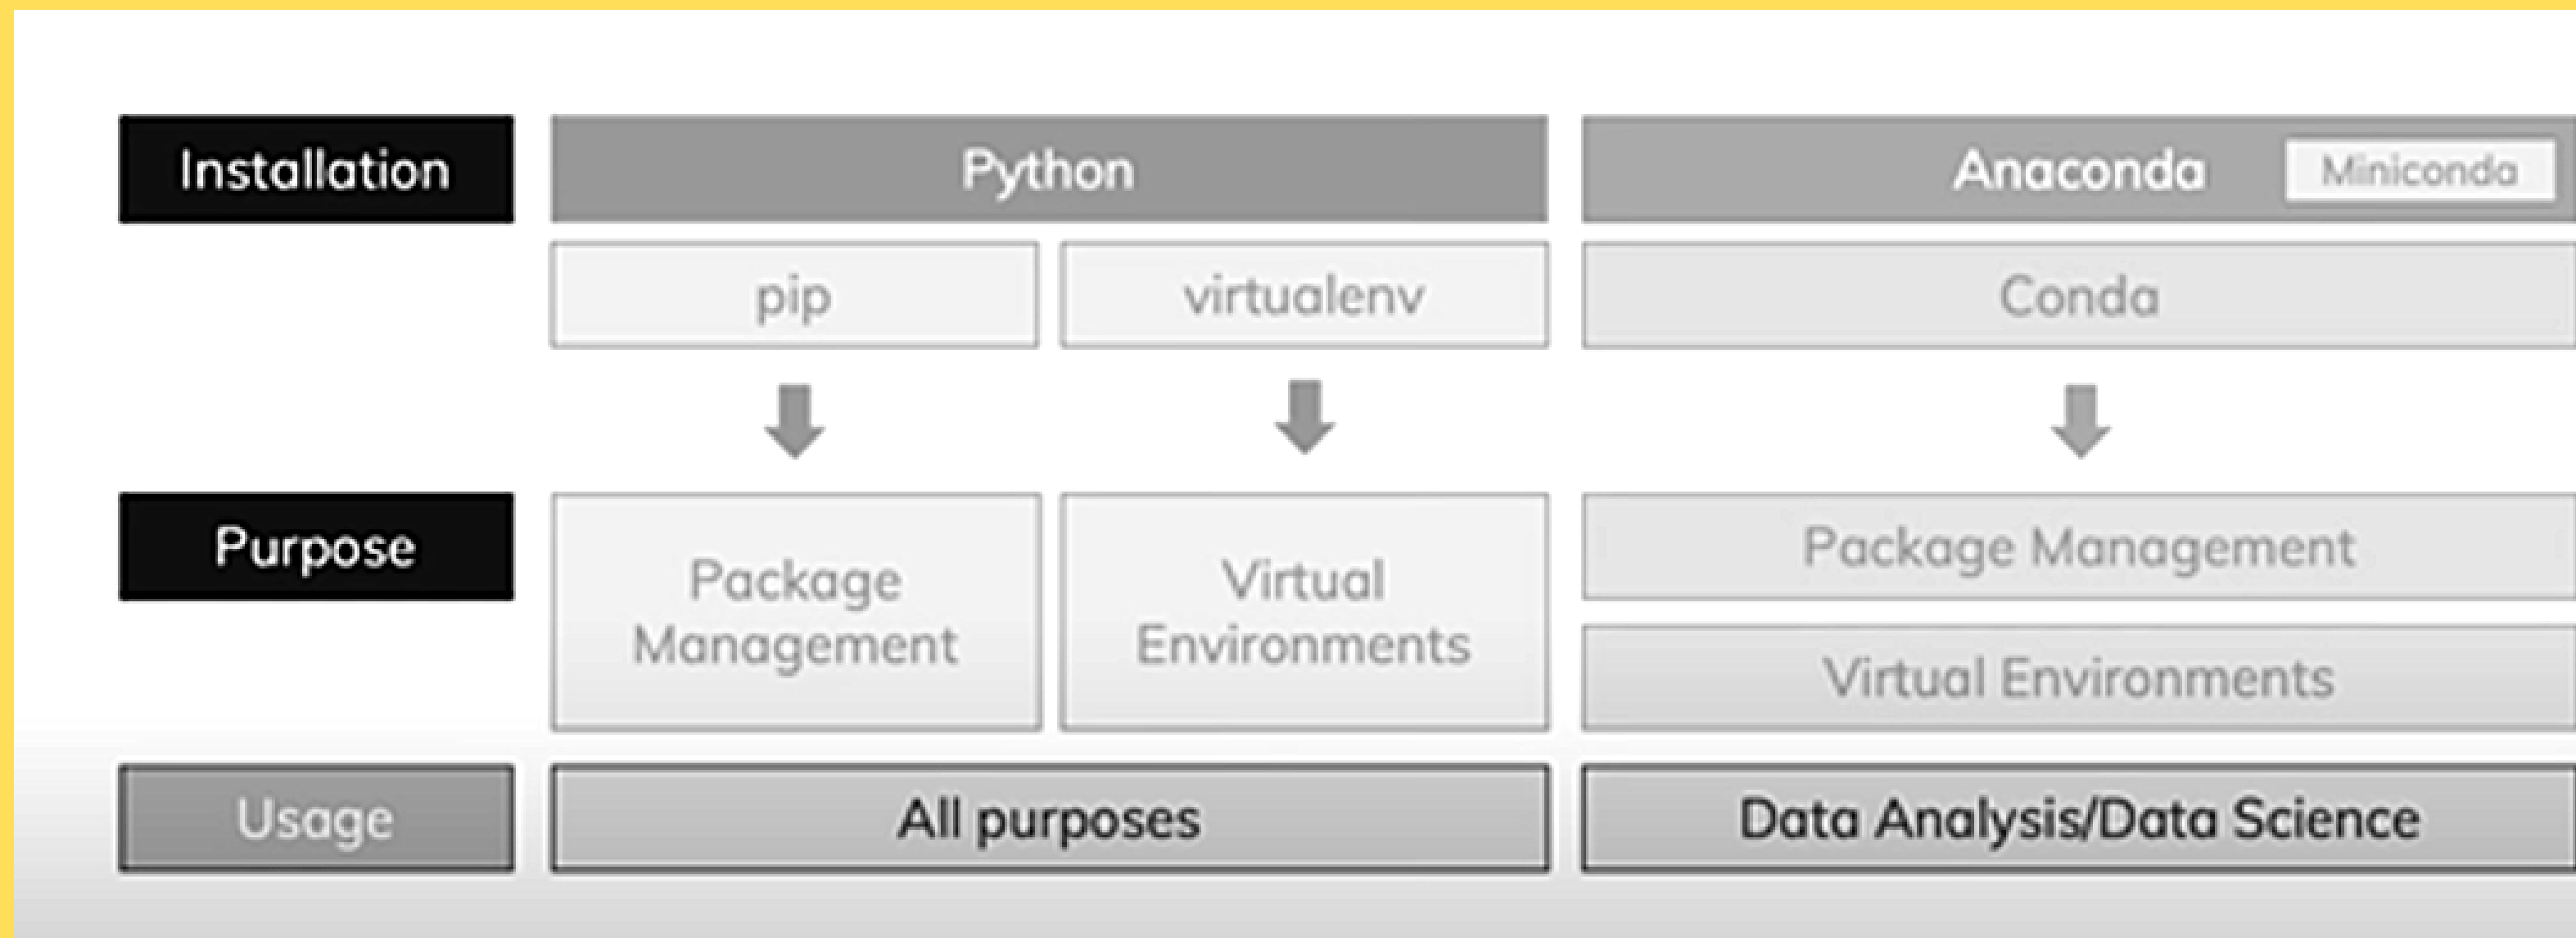 Installation
Python
Anaconda
Miniconda
pip
virtualenv
Conda
Purpose
Package
Management
Virtual
Environments
Package Management
Virtual Environments
Usage
All purposes
Data Analysis/Data Science